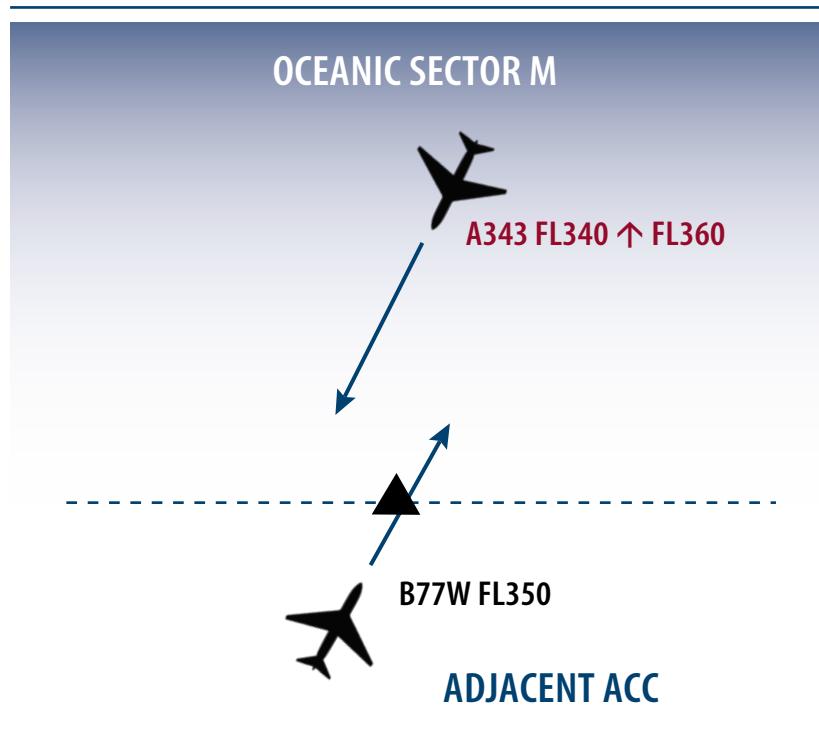 OCEANIC SECTOR M
A343 FL340 ↑ FL360
B77W FL350
ADJACENT ACC